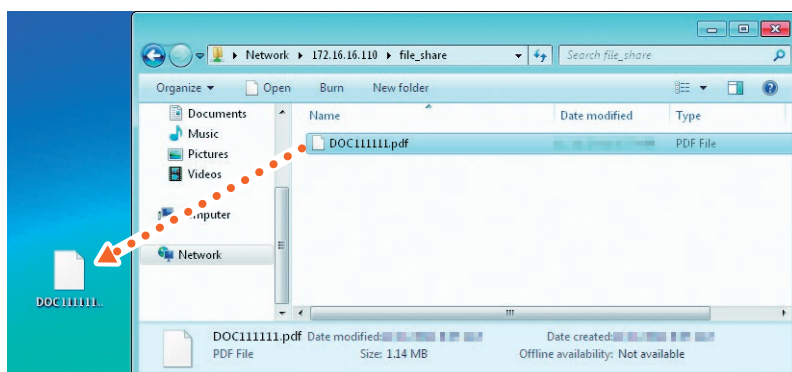 Network ▸ 172.16.16.110 ▸ file_share
Search file_share
Organize Open Burn New folder
Documents
Music
Pictures
Videos
Network
Name Date modified Type
DOC111111.pdf PDF File
DOC111111..
DOC111111.pdf Date modified: Date created:
PDF File Size: 1.14 MB Offline availability: Not available